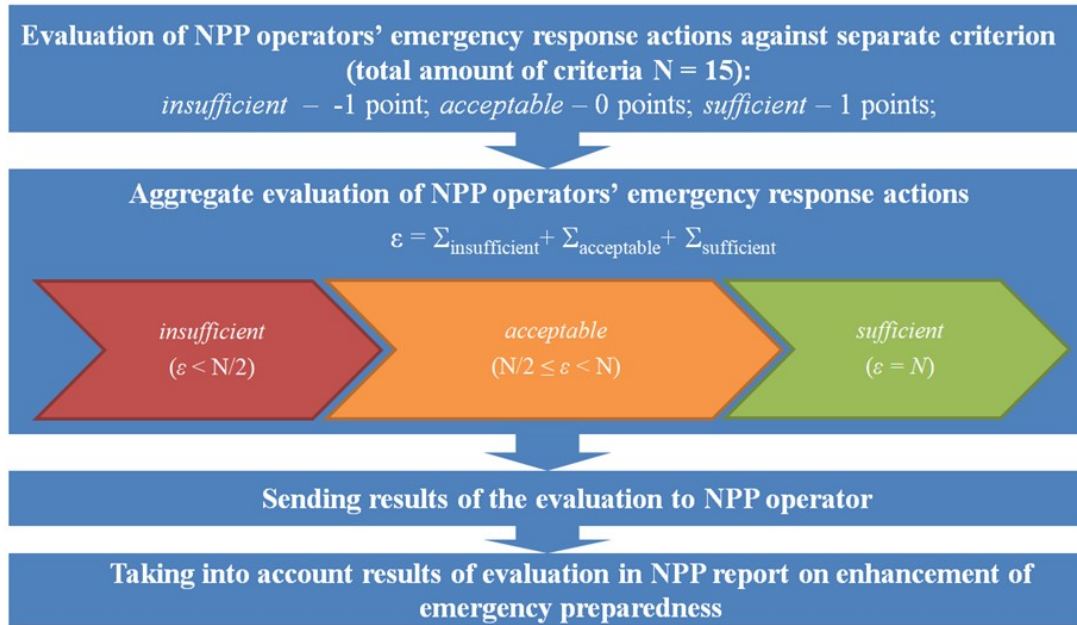 Evaluation of NPP operators’ emergency response actions against separate criterion
(total amount of criteria N = 15):
insufficient – -1 point; acceptable – 0 points; sufficient – 1 points;
Aggregate evaluation of NPP operators’ emergency response actions
ε = Σinsufficient+ Σacceptable+ Σsufficient
insufficient
(ε < N/2)
acceptable
(N/2 ≤ ε < N)
sufficient
(ε = N)
Sending results of the evaluation to NPP operator
Taking into account results of evaluation in NPP report on enhancement of
emergency preparedness